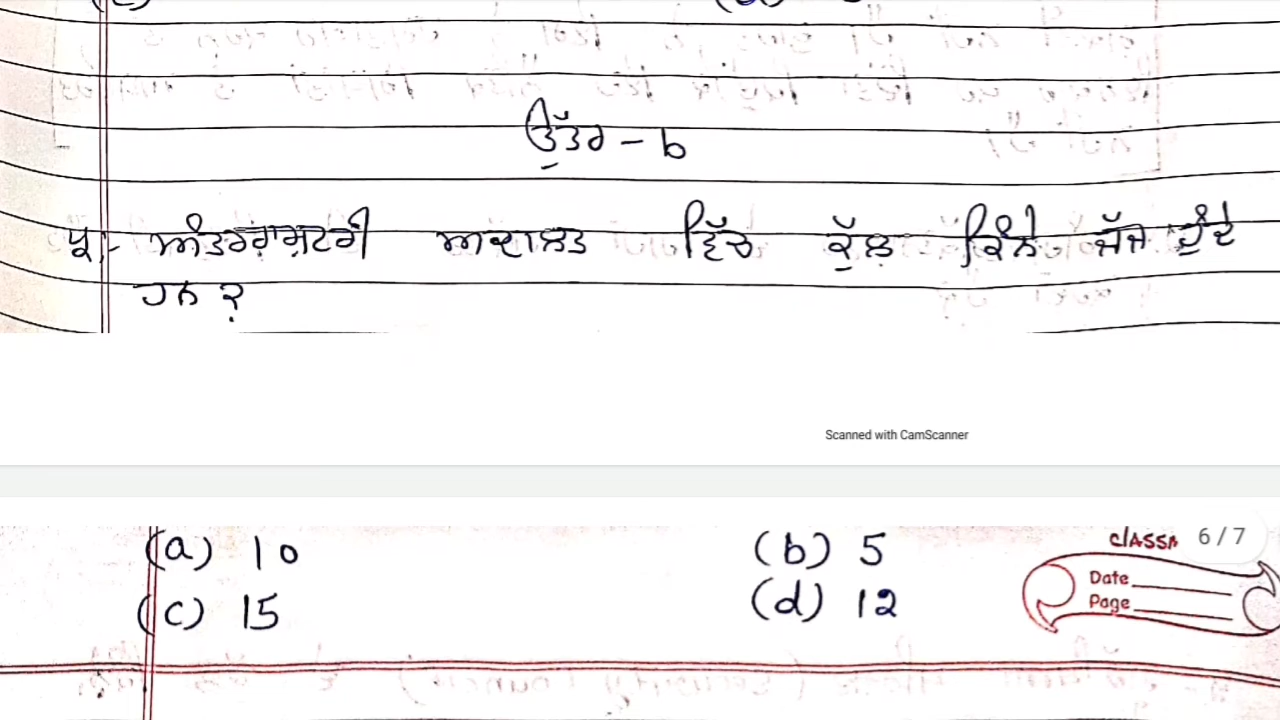 ਉੱਤਰ - b
ਪ੍ਰ:- ਅੰਤਰਰਾਸ਼ਟਰੀ ਅਦਾਲਤ ਵਿੱਚ ਕੁੱਲ ਕਿੰਨੇ ਜੱਜ ਹੁੰਦੇ
ਹਨ ?
Scanned with CamScanner
(a) 10 (b) 5
(c) 15 (d) 12
6/7
Date
Page